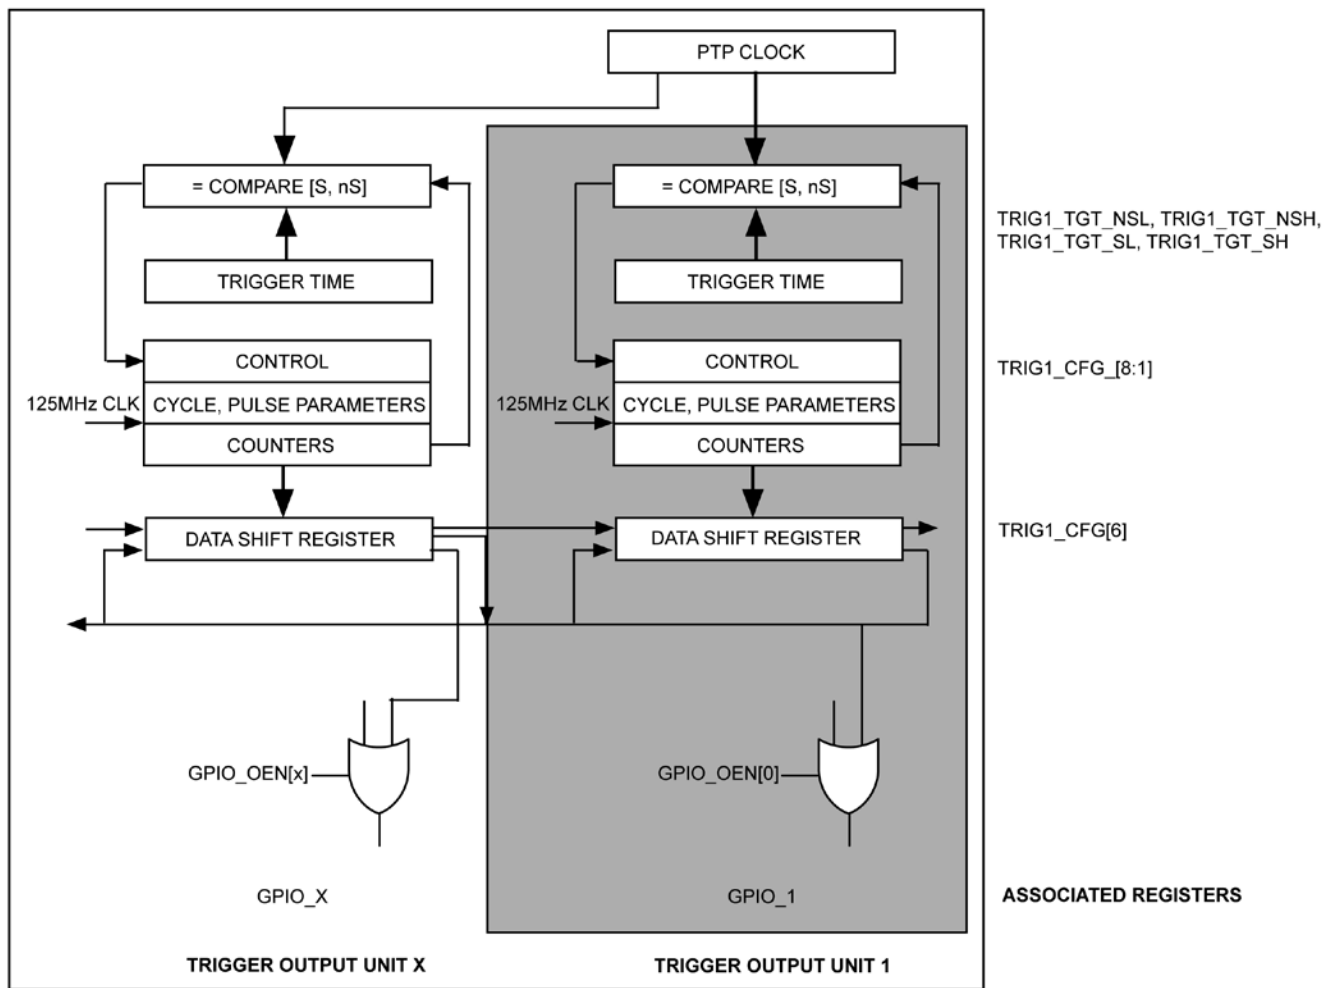 PTP CLOCK
= COMPARE [S, nS]
= COMPARE [S, nS]
TRIG1_TGT_NSL, TRIG1_TGT_NSH,
TRIG1_TGT_SL, TRIG1_TGT_SH
TRIGGER TIME
TRIGGER TIME
CONTROL
CONTROL
TRIG1_CFG_[8:1]
125MHz CLK
CYCLE, PULSE PARAMETERS
125MHz CLK
CYCLE, PULSE PARAMETERS
COUNTERS
COUNTERS
DATA SHIFT REGISTER
DATA SHIFT REGISTER
TRIG1_CFG[6]
GPIO_OEN[x]
GPIO_OEN[0]
GPIO_X
GPIO_1
ASSOCIATED REGISTERS
TRIGGER OUTPUT UNIT X
TRIGGER OUTPUT UNIT 1